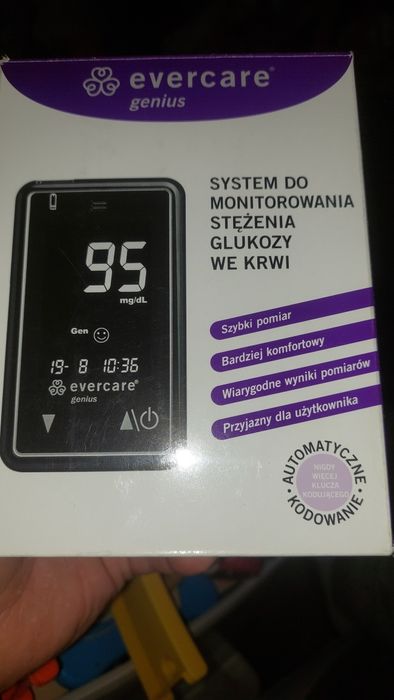 evercare®
genius
SYSTEM DO
MONITOROWANIA
STĘŻENIA
GLUKOZY
WE KRWI
95
mg/dL
Gen
19- 8 10:36
evercare®
genius
Szybki pomiar
Bardziej komfortowy
Wiarygodne wyniki pomiarów
Przyjazny dla użytkownika
AUTOMATYCZNE
NIGDY
WIĘCEJ
KLUCZA
KODUJĄCEGO
KODOWANIE